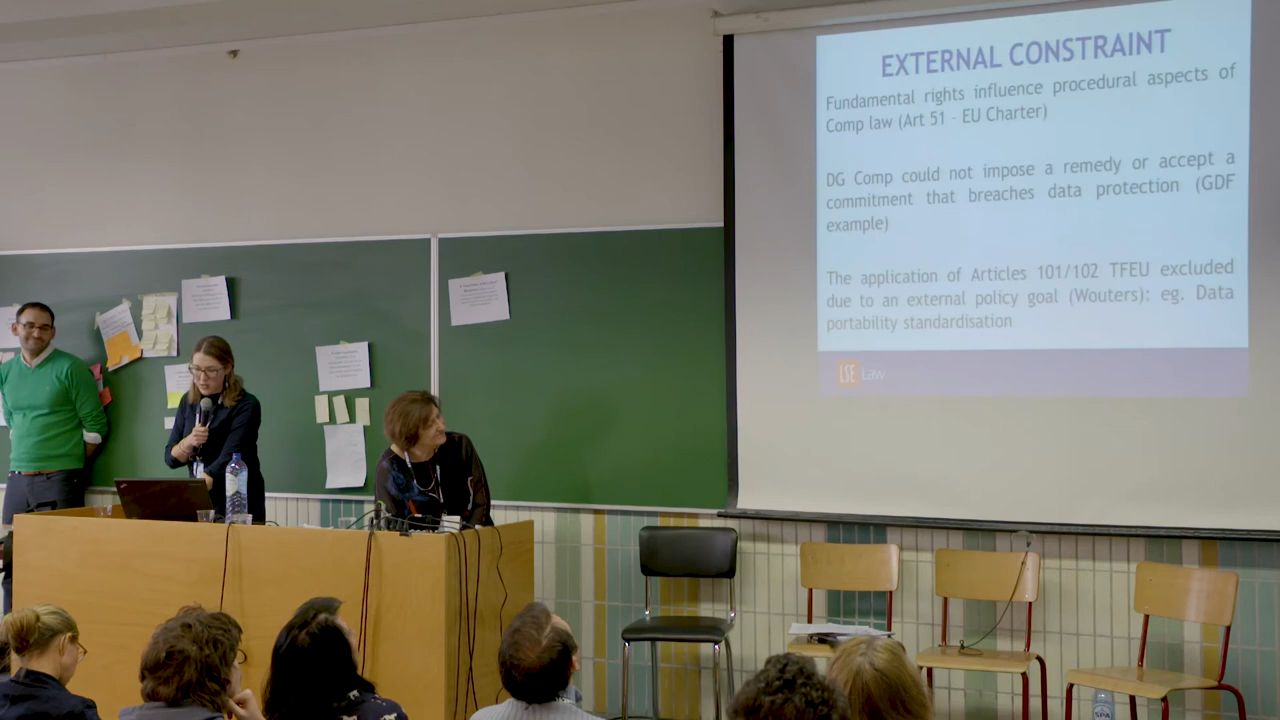 EXTERNAL CONSTRAINT
Fundamental rights influence procedural aspects of
Comp law (Art 51 - EU Charter)
DG Comp could not impose a remedy or accept a
commitment that breaches data protection (GDF
example)
The application of Articles 101/102 TFEU excluded
due to an external policy goal (Wouters): eg. Data
portability standardisation
LSE Law
SPA